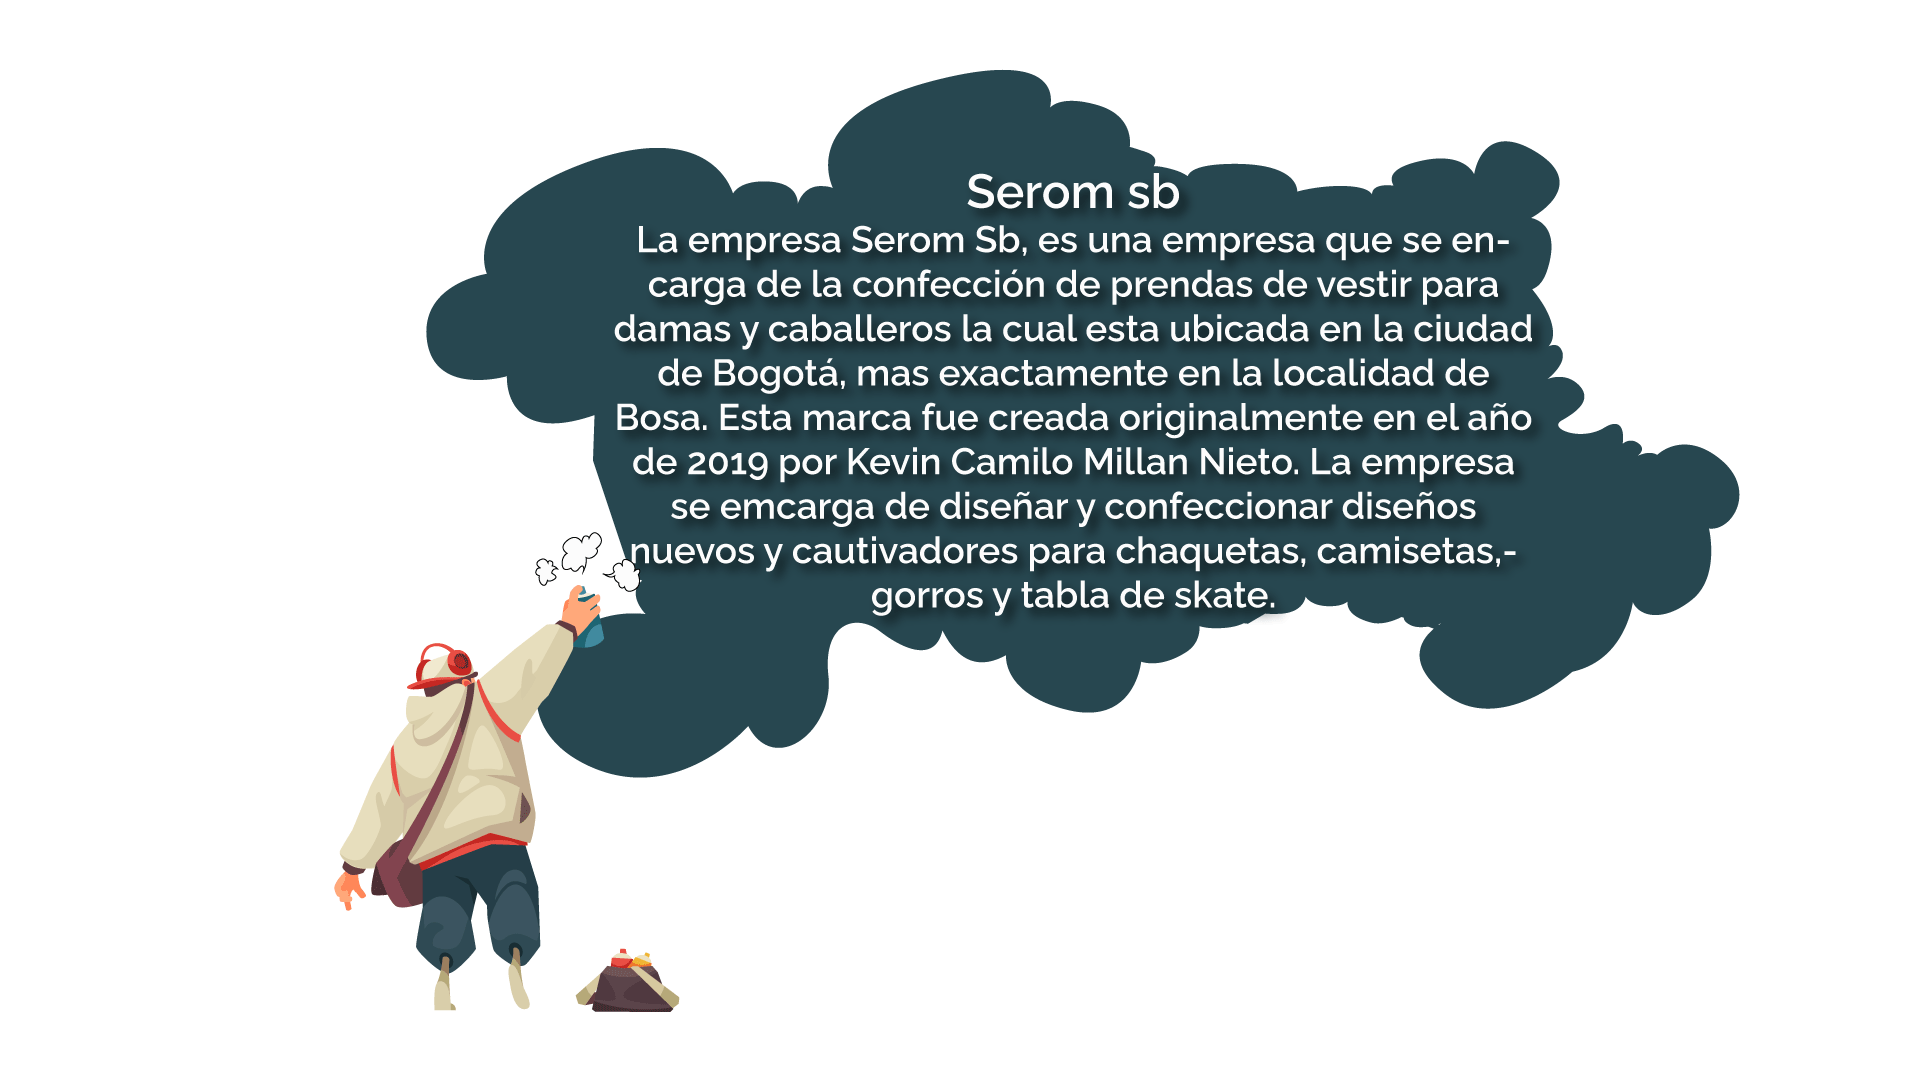 Serom sb
La empresa Serom Sb, es una empresa que se en-
carga de la confección de prendas de vestir para
damas y caballeros la cual esta ubicada en la ciudad
de Bogotá, mas exactamente en la localidad de
Bosa. Esta marca fue creada originalmente en el año
de 2019 por Kevin Camilo Millan Nieto. La empresa
se emcarga de diseñar y confeccionar diseños
nuevos y cautivadores para chaquetas, camisetas,-
gorros y tabla de skate.